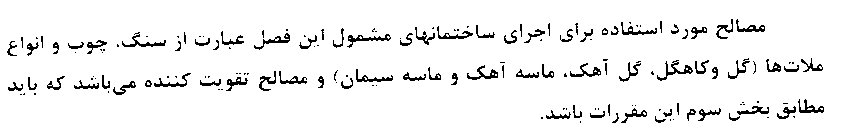 مصالح مورد استفاده برای اجرای ساختمانهای مشمول این فصل عبارت از سنگ، چوب و انواع
ملات‌ها (گل وکاهگل، گل آهک، ماسه آهک و ماسه سیمان) و مصالح تقویت کننده می‌باشد که باید
مطابق بخش سوم این مقررات باشد.